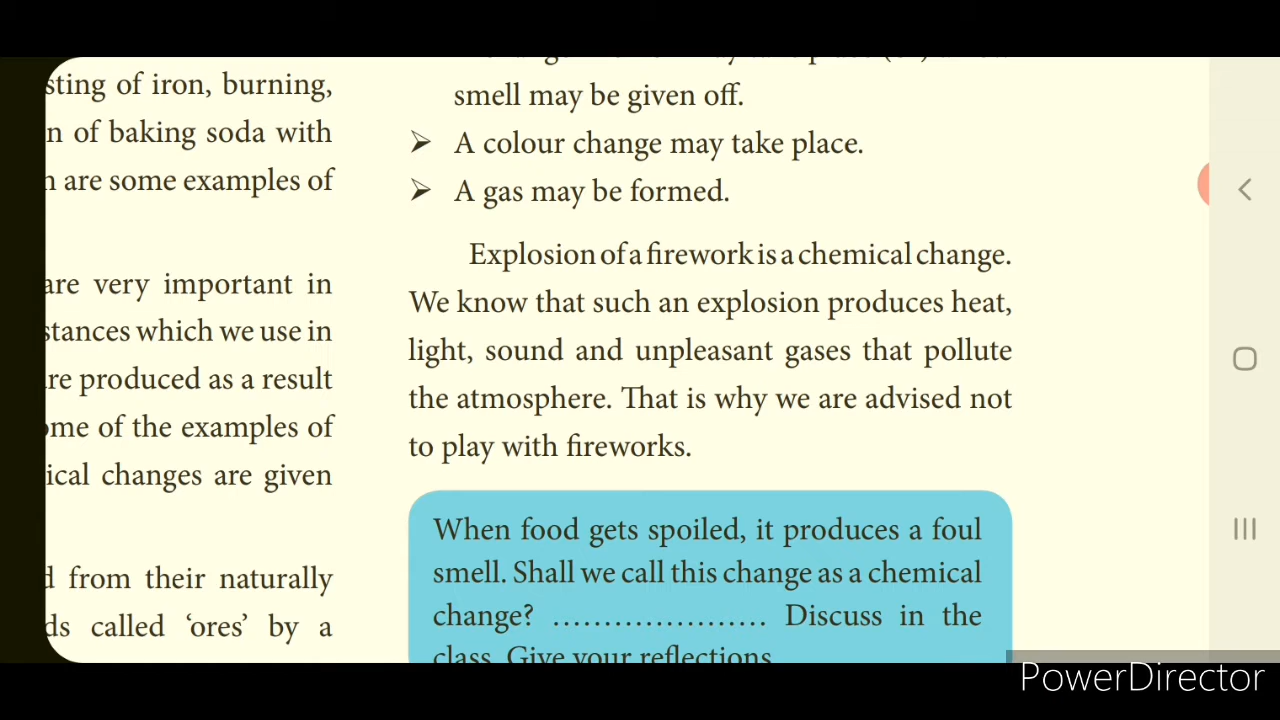 sting of iron, burning,
n of baking soda with
are some examples of
are very important in
stances which we use in
re produced as a result
ome of the examples of
ical changes are given
d from their naturally
ds called ‘ores’ by a
smell may be given off.
➢ A colour change may take place.
➢ A gas may be formed.
Explosion of a firework is a chemical change.
We know that such an explosion produces heat,
light, sound and unpleasant gases that pollute
the atmosphere. That is why we are advised not
to play with fireworks.
When food gets spoiled, it produces a foul
smell. Shall we call this change as a chemical
change? ..................... Discuss in the
class. Give your reflections
PowerDirector